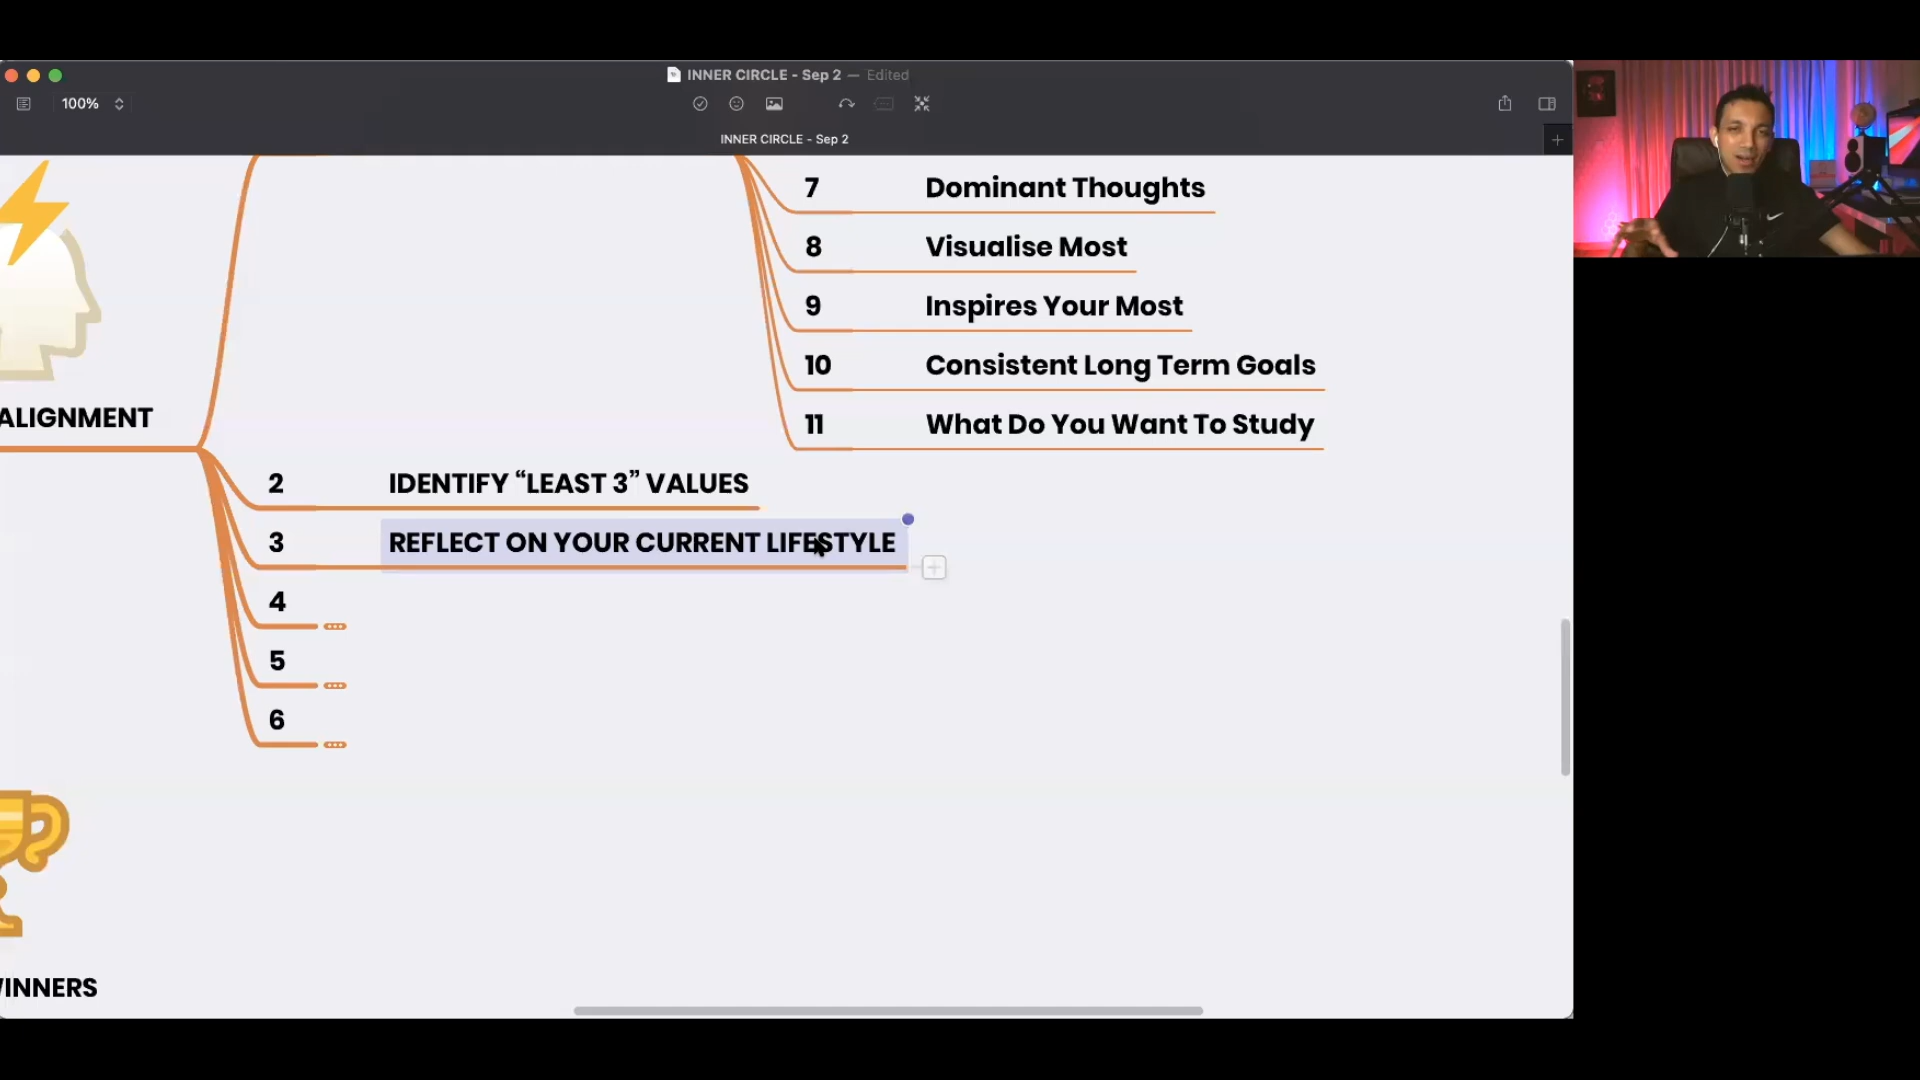 INNER CIRCLE - Sep 2 — Edited
100%
INNER CIRCLE - Sep 2
7 Dominant Thoughts
8 Visualise Most
9 Inspires Your Most
10 Consistent Long Term Goals
11 What Do You Want To Study
ALIGNMENT
2 IDENTIFY “LEAST 3” VALUES
3 REFLECT ON YOUR CURRENT LIFESTYLE
4
5
6
WINNERS